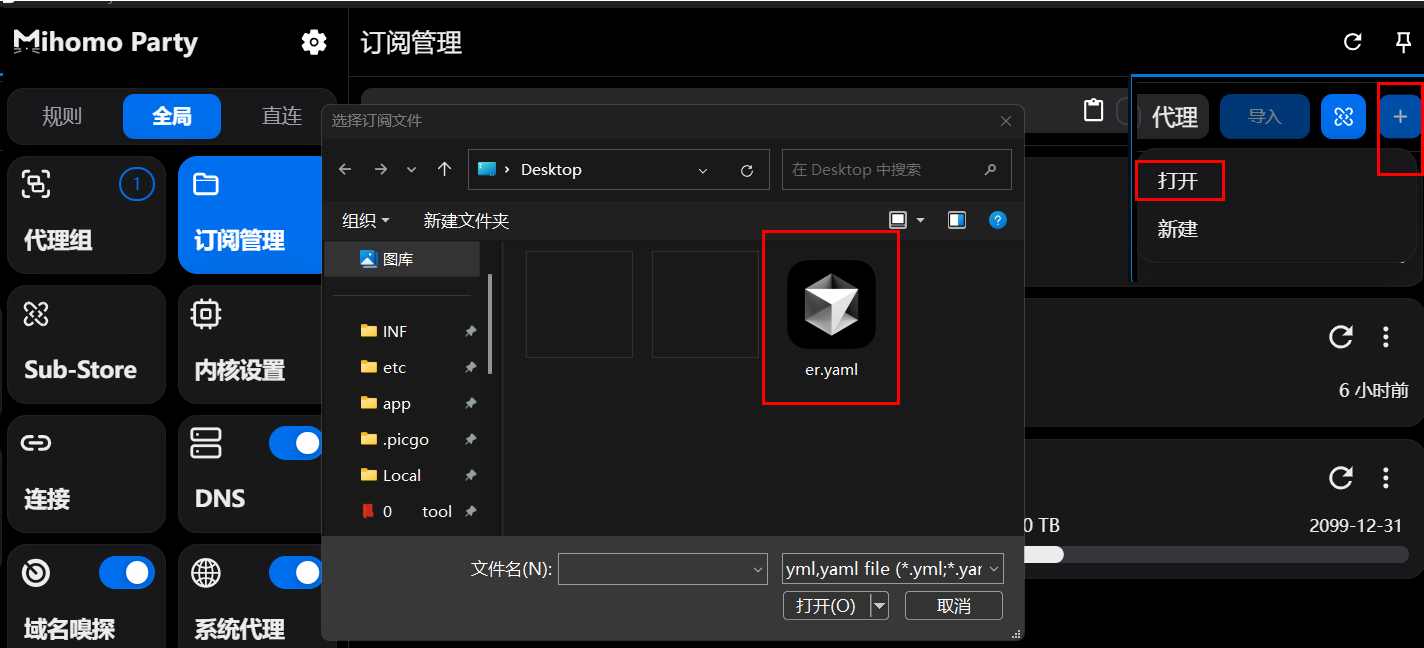 Mihomo Party
订阅管理
规则
全局
直连
代理
导入
打开
新建
代理组
1
订阅管理
Sub-Store
内核设置
连接
DNS
域名嗅探
系统代理
选择订阅文件
Desktop
在 Desktop 中搜索
组织
新建文件夹
图库
INF
etc
app
.picgo
Local
0 tool
er.yaml
文件名(N):
yml,yaml file (*.yml;*.yar
打开(O)
取消
6 小时前
0 TB
2099-12-31